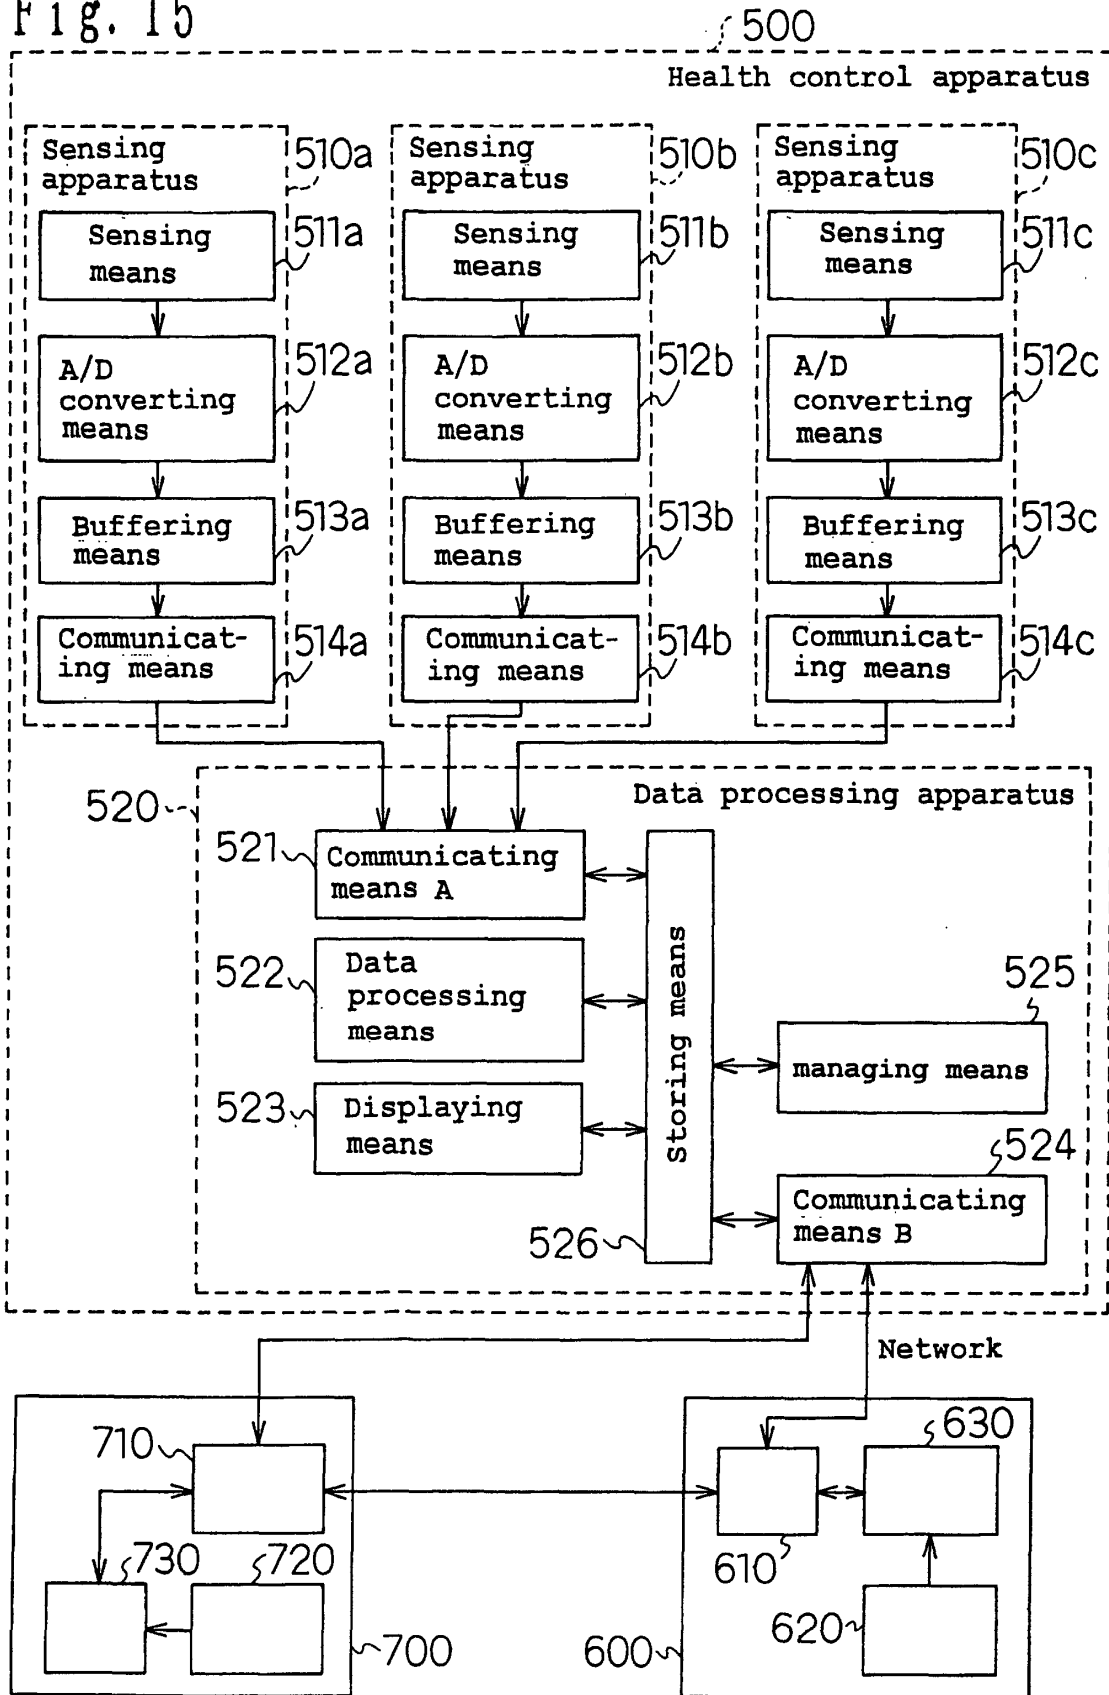 Fig. 15
500
Health control apparatus
Sensing
apparatus
510a
Sensing
means
511a
A/D
converting
means
512a
Buffering
means
513a
Communicat-
ing means
514a
Sensing
apparatus
510b
Sensing
means
511b
A/D
converting
means
512b
Buffering
means
513b
Communicat-
ing means
514b
Sensing
apparatus
510c
Sensing
means
511c
A/D
converting
means
512c
Buffering
means
513c
Communicat-
ing means
514c
520
Data processing apparatus
521
Communicating
means A
522
Data
processing
means
523
Displaying
means
Storing means
526
525
managing means
524
Communicating
means B
Network
710
730
720
700
630
610
620
600